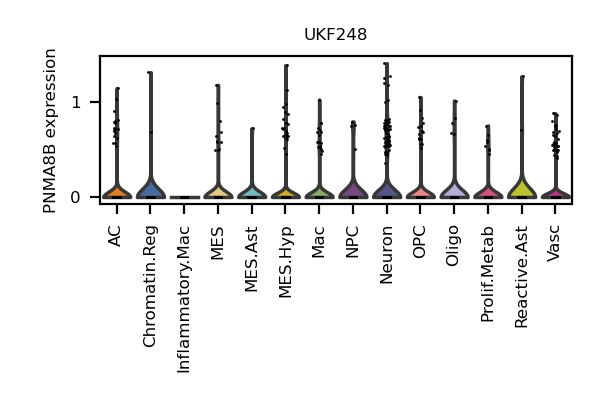 UKF248
PNMA8B expression
1
0
AC
Chromatin.Reg
Inflammatory.Mac
MES
MES.Ast
MES.Hyp
Mac
NPC
Neuron
OPC
Oligo
Prolif.Metab
Reactive.Ast
Vasc